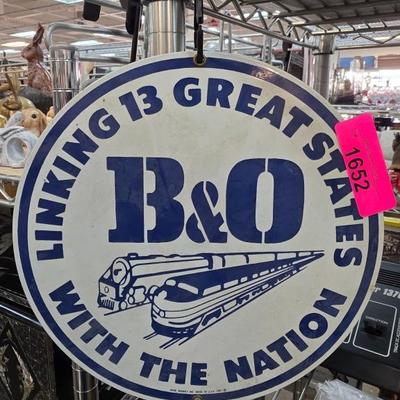 LINKING 13 GREAT STATES
B&O
WITH THE NATION
1652